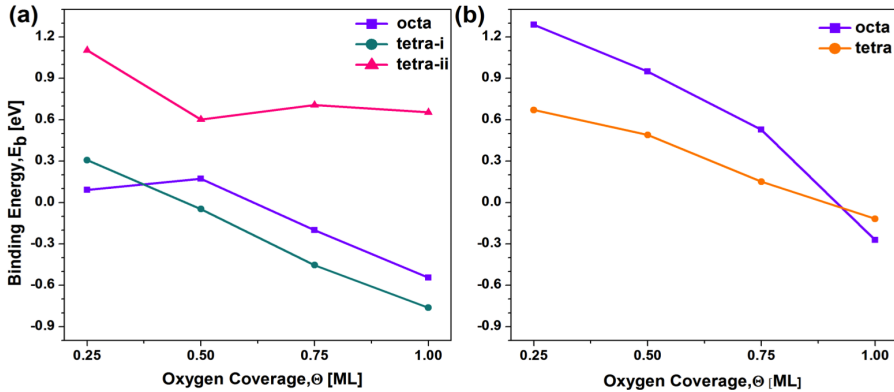 (a)
octa
tetra-i
tetra-ii
Binding Energy,E_b [eV]
1.2
0.9
0.6
0.3
0.0
-0.3
-0.6
-0.9
0.25
0.50
0.75
1.00
Oxygen Coverage,Θ [ML]
(b)
octa
tetra
1.2
0.9
0.6
0.3
0.0
-0.3
-0.6
-0.9
0.25
0.50
0.75
1.00
Oxygen Coverage,Θ [ML]